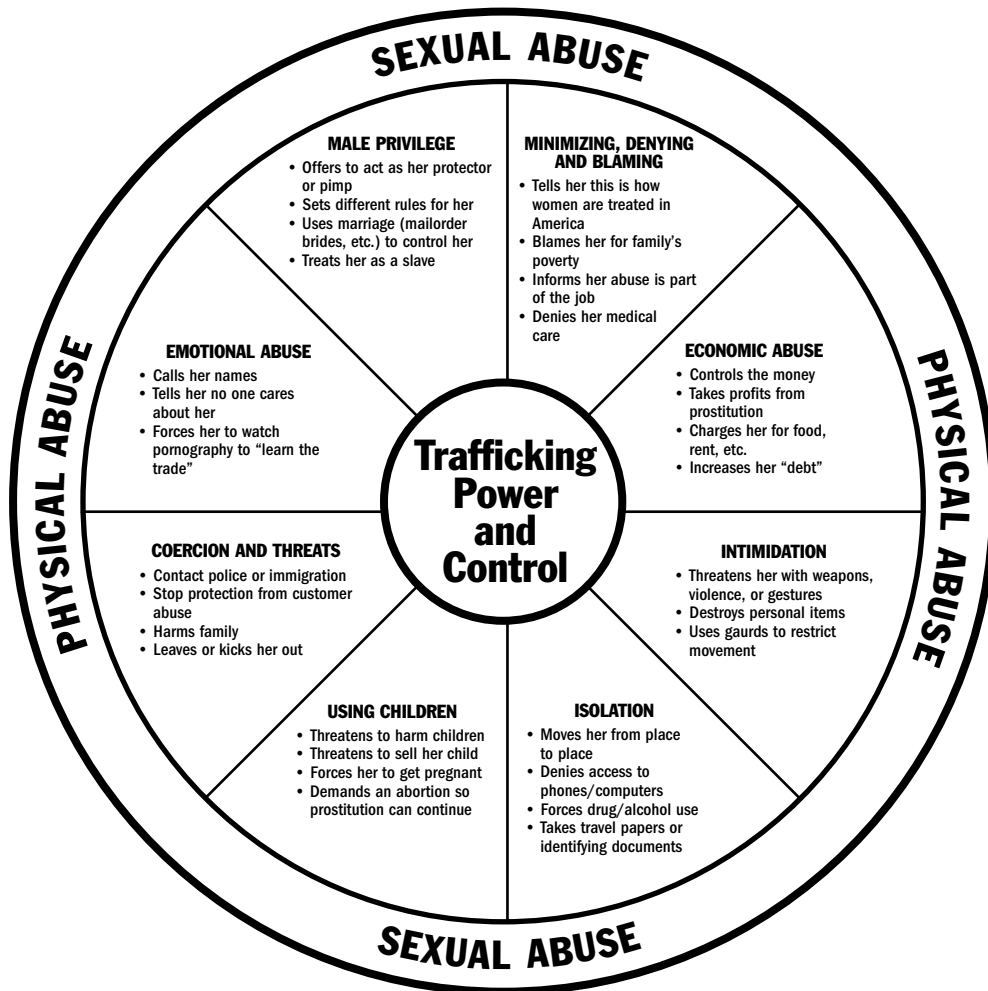 SEXUAL ABUSE
MALE PRIVILEGE
• Offers to act as her protector
or pimp
• Sets different rules for her
• Uses marriage (mailorder
brides, etc.) to control her
• Treats her as a slave
MINIMIZING, DENYING
AND BLAMING
• Tells her this is how
women are treated in
America
• Blames her for family’s
poverty
• Informs her abuse is part
of the job
• Denies her medical
care
EMOTIONAL ABUSE
• Calls her names
• Tells her no one cares
about her
• Forces her to watch
pornography to “learn the
trade”
ECONOMIC ABUSE
• Controls the money
• Takes profits from
prostitution
• Charges her for food,
rent, etc.
• Increases her “debt”
PHYSICAL ABUSE
Trafficking
Power
and
Control
PHYSICAL ABUSE
COERCION AND THREATS
• Contact police or immigration
• Stop protection from customer
abuse
• Harms family
• Leaves or kicks her out
INTIMIDATION
• Threatens her with weapons,
violence, or gestures
• Destroys personal items
• Uses gaurds to restrict
movement
USING CHILDREN
• Threatens to harm children
• Threatens to sell her child
• Forces her to get pregnant
• Demands an abortion so
prostitution can continue
ISOLATION
• Moves her from place
to place
• Denies access to
phones/computers
• Forces drug/alcohol use
• Takes travel papers or
identifying documents
SEXUAL ABUSE